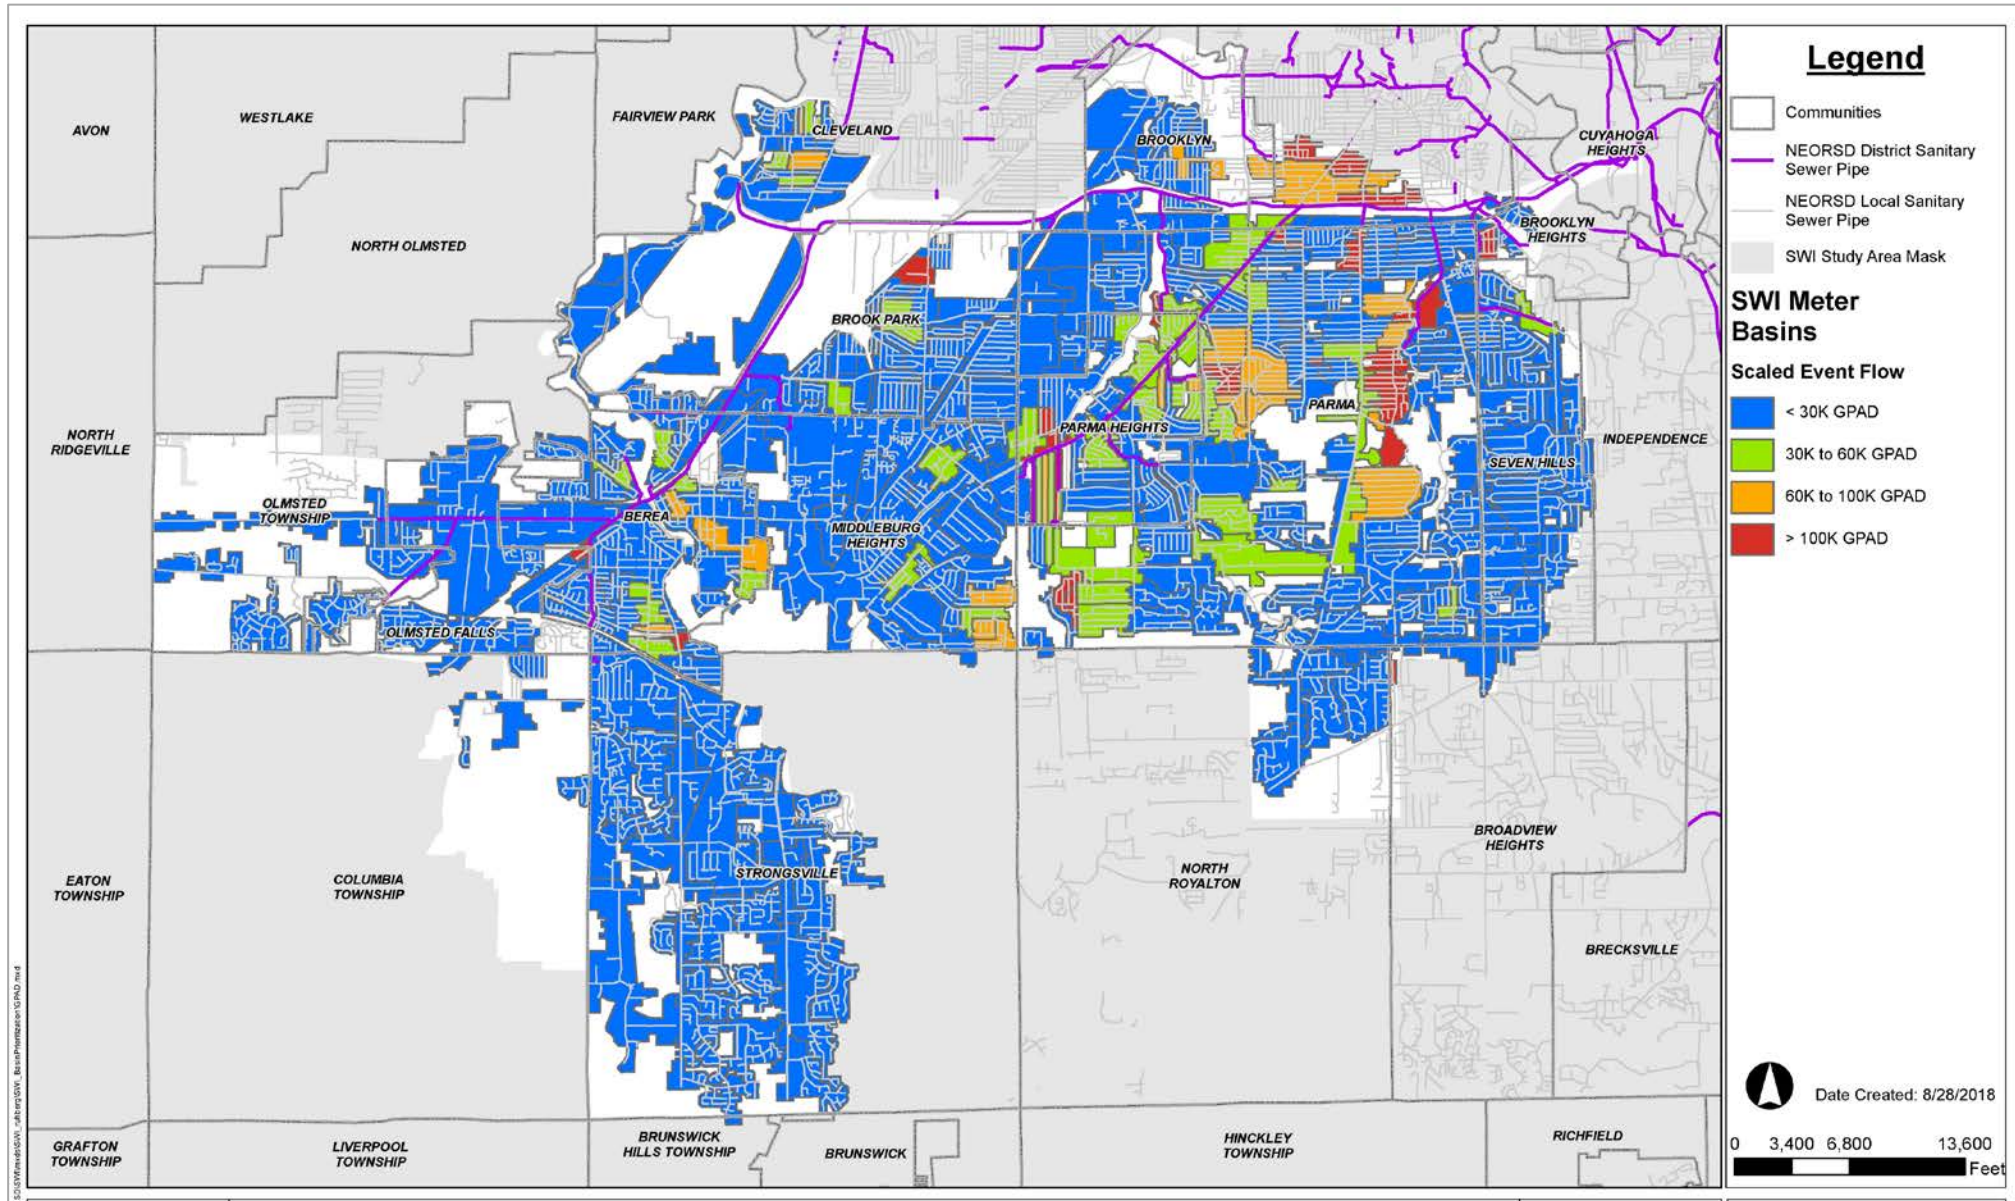 AVON
WESTLAKE
FAIRVIEW PARK
CLEVELAND
BROOKLYN
CUYAHOGA
HEIGHTS
NORTH OLMSTED
BROOKLYN
HEIGHTS
BROOK PARK
NORTH
RIDGEVILLE
PARMA
PARMA HEIGHTS
INDEPENDENCE
SEVEN HILLS
OLMSTED
TOWNSHIP
BEREA
MIDDLEBURG
HEIGHTS
OLMSTED FALLS
BROADVIEW
HEIGHTS
EATON
TOWNSHIP
COLUMBIA
TOWNSHIP
STRONGSVILLE
NORTH
ROYALTON
BRECKSVILLE
GRAFTON
TOWNSHIP
LIVERPOOL
TOWNSHIP
BRUNSWICK
HILLS TOWNSHIP
BRUNSWICK
HINCKLEY
TOWNSHIP
RICHFIELD
Legend
Communities
NEORSD District Sanitary
Sewer Pipe
NEORSD Local Sanitary
Sewer Pipe
SWI Study Area Mask
SWI Meter
Basins
Scaled Event Flow
< 30K GPAD
30K to 60K GPAD
60K to 100K GPAD
> 100K GPAD
Date Created: 8/28/2018
0 3,400 6,800 13,600
Feet